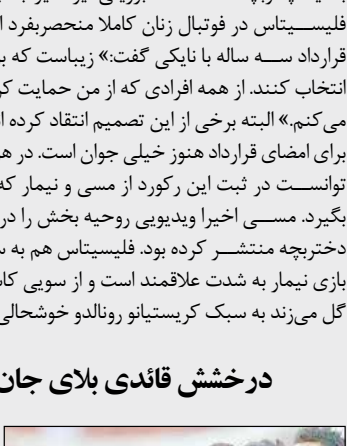 فلیسیتاس در فوتبال زنان کاملا منحصربفرد ا
قرارداد سه ساله با نایکی گفت:» زیباست که ب
انتخاب کنند. از همه افرادی که از من حمایت کر
می‌کنم.» البته برخی از این تصمیم انتقاد کرده ا
برای امضای قرارداد هنوز خیلی جوان است. در ه
توانست در ثبت این رکورد از مسی و نیمار که
بگیرد. مسی اخیرا ویدیویی روحیه بخش را در
دختربچه منتشر کرده بود. فلیسیتاس هم به س
بازی نیمار به شدت علاقمند است و از سویی کا
گل می‌زند به سبک کریستیانو رونالدو خوشحالی
درخشش قائدی بلای جان